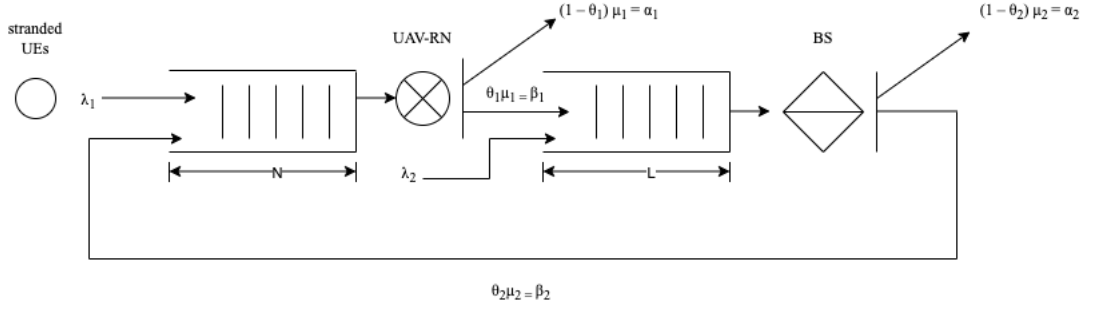 stranded
UEs
λ₁
N
UAV-RN
(1 – θ₁) μ₁ = α₁
θ₁μ₁ = β₁
λ₂
L
BS
(1 – θ₂) μ₂ = α₂
θ₂μ₂ = β₂